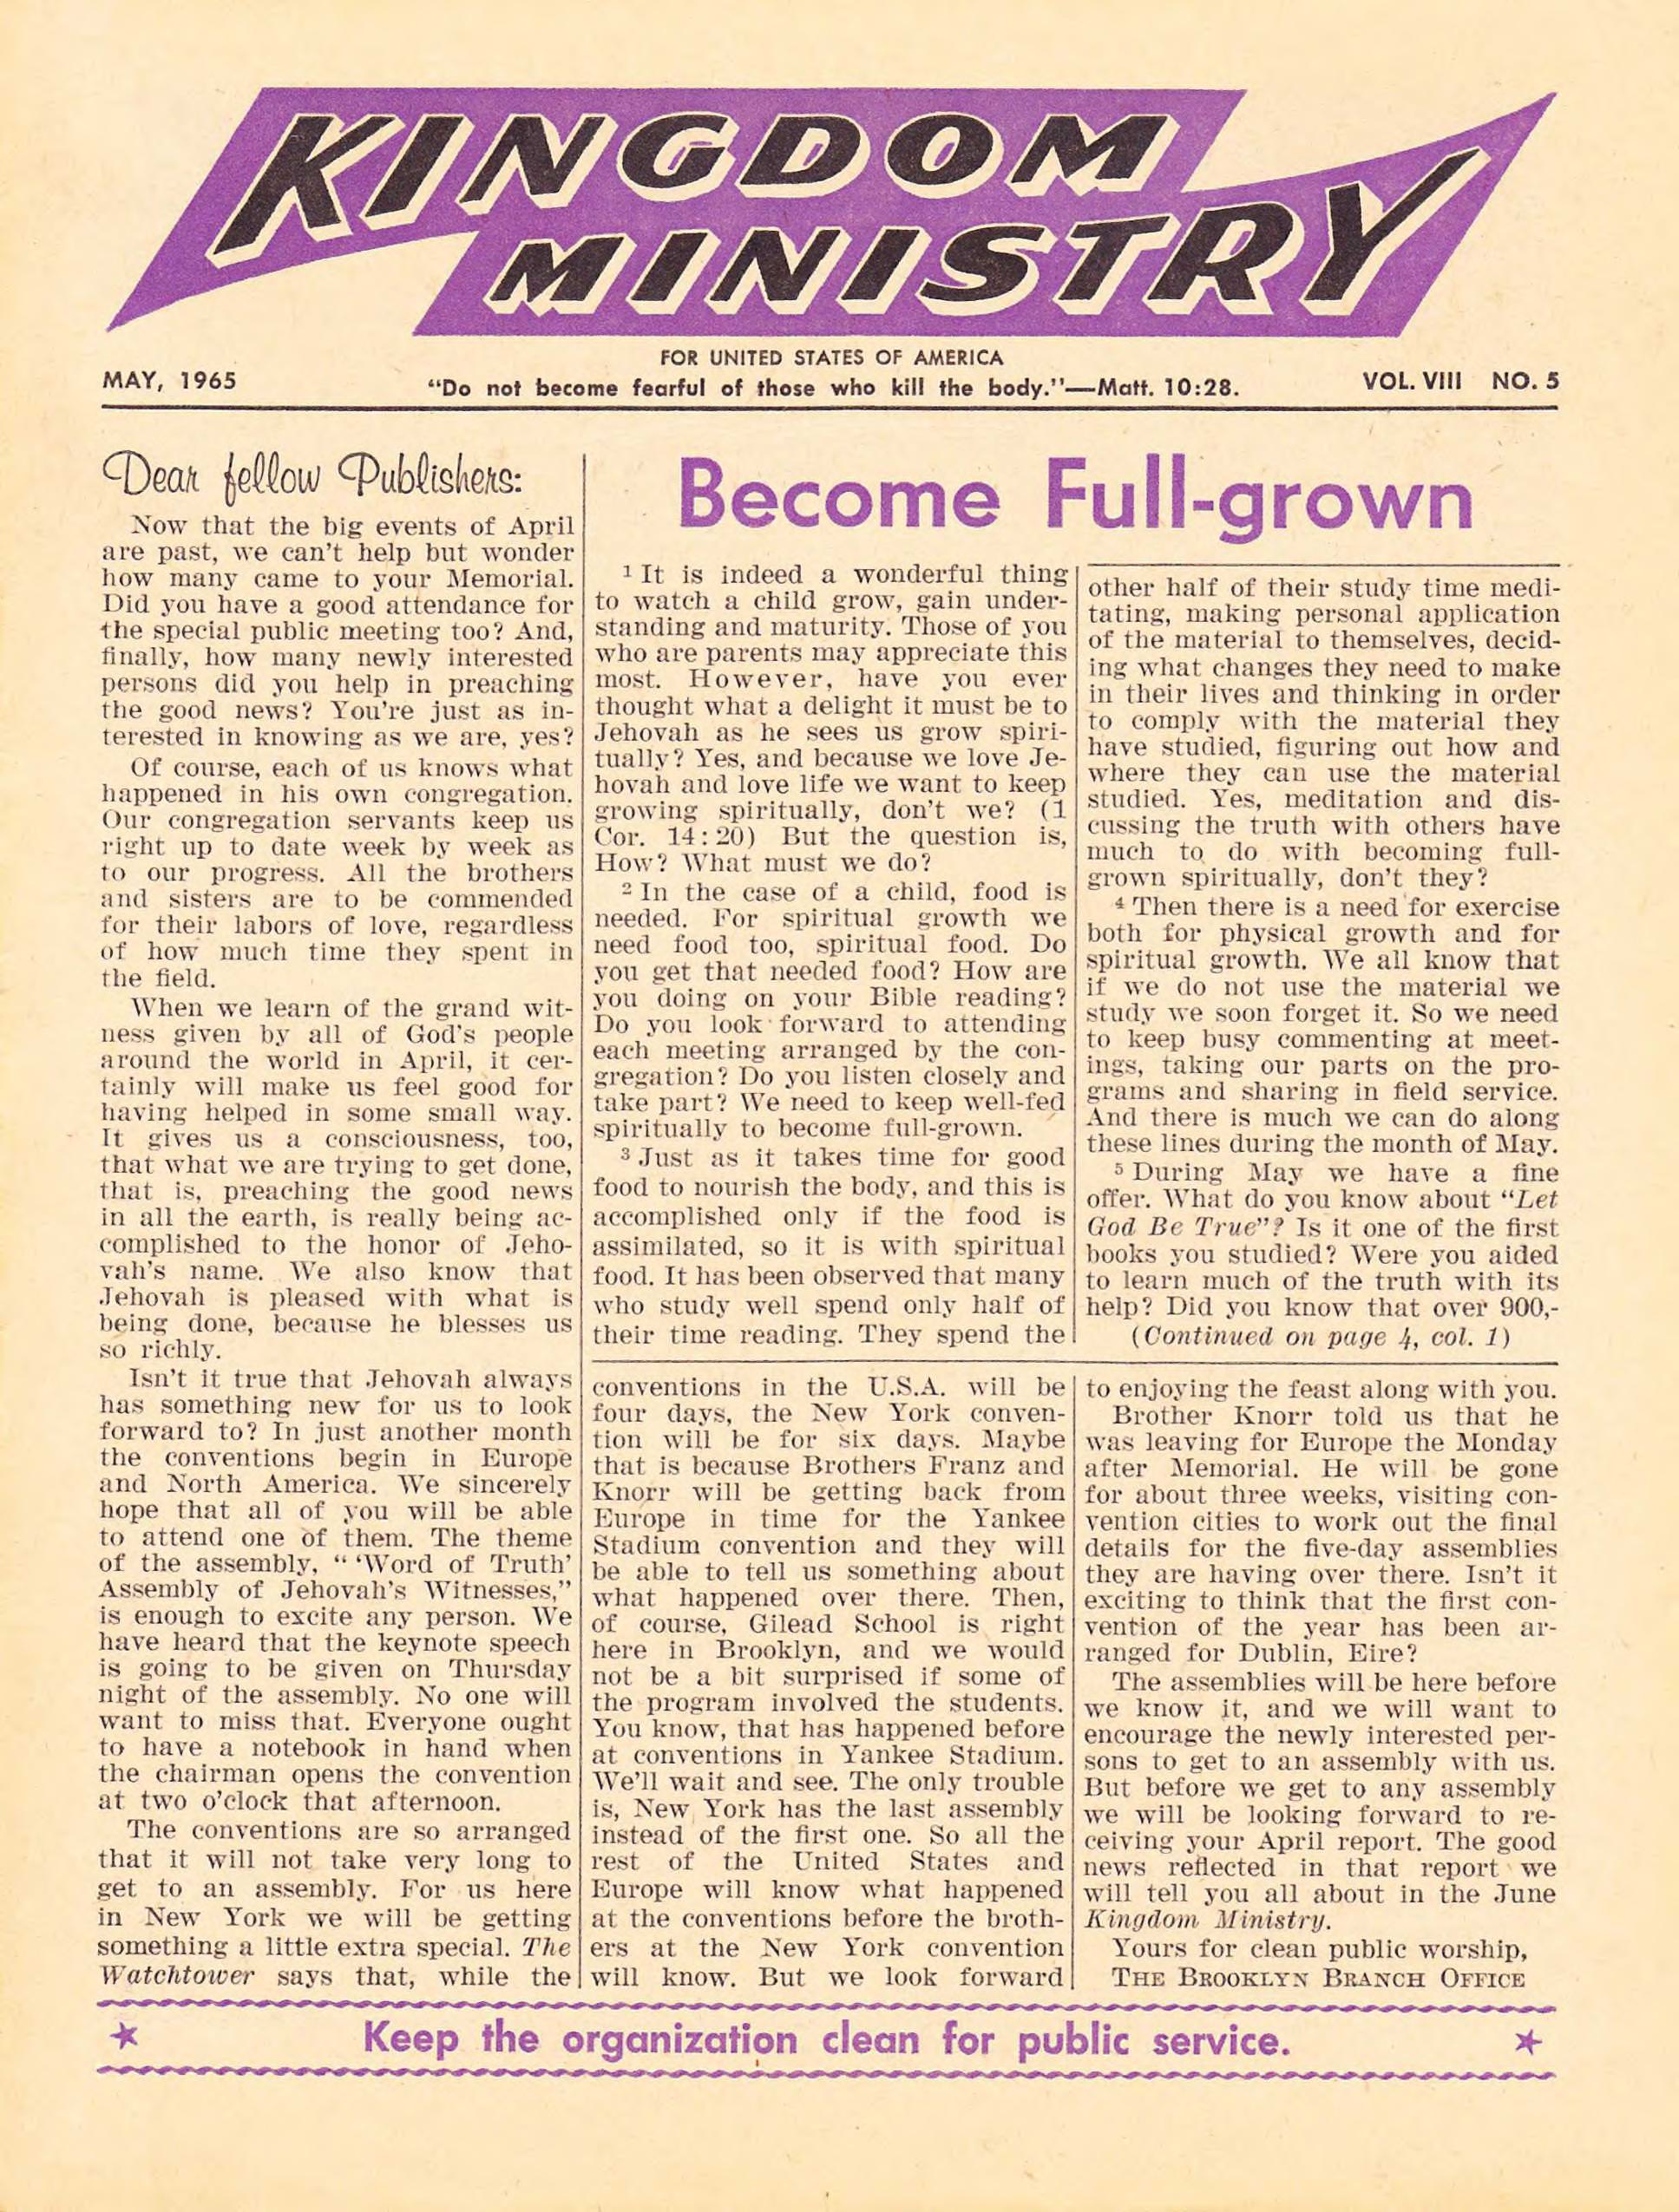 KINGDOM
MINISTRY
FOR UNITED STATES OF AMERICA
MAY, 1965
"Do not become fearful of those who kill the body."—Matt. 10:28.
VOL. VIII NO. 5
Dear fellow Publishers:
Now that the big events of April
are past, we can't help but wonder
how many came to your Memorial.
Did you have a good attendance for
the special public meeting too? And,
finally, how many newly interested
persons did you help in preaching
the good news? You're just as in-
terested in knowing as we are, yes?
Of course, each of us knows what
happened in his own congregation.
Our congregation servants keep us
right up to date week by week as
to our progress. All the brothers
and sisters are to be commended
for their labors of love, regardless
of how much time they spent in
the field.
When we learn of the grand wit-
ness given by all of God's people
around the world in April, it cer-
tainly will make us feel good for
having helped in some small way.
It gives us a consciousness, too,
that what we are trying to get done,
that is, preaching the good news
in all the earth, is really being ac-
complished to the honor of Jeho-
vah's name. We also know that
Jehovah is pleased with what is
being done, because he blesses us
so richly.
Isn't it true that Jehovah always
has something new for us to look
forward to? In just another month
the conventions begin in Europe
and North America. We sincerely
hope that all of you will be able
to attend one of them. The theme
of the assembly, " 'Word of Truth'
Assembly of Jehovah's Witnesses,"
is enough to excite any person. We
have heard that the keynote speech
is going to be given on Thursday
night of the assembly. No one will
want to miss that. Everyone ought
to have a notebook in hand when
the chairman opens the convention
at two o'clock that afternoon.
The conventions are so arranged
that it will not take very long to
get to an assembly. For us here
in New York we will be getting
something a little extra special. The
Watchtower says that, while the
conventions in the U.S.A. will be
four days, the New York conven-
tion will be for six days. Maybe
that is because Brothers Franz and
Knorr will be getting back from
Europe in time for the Yankee
Stadium convention and they will
be able to tell us something about
what happened over there. Then,
of course, Gilead School is right
here in Brooklyn, and we would
not be a bit surprised if some of
the program involved the students.
You know, that has happened before
at conventions in Yankee Stadium.
We'll wait and see. The only trouble
is, New York has the last assembly
instead of the first one. So all the
rest of the United States and
Europe will know what happened
at the conventions before the broth-
ers at the New York convention
will know. But we look forward
to enjoying the feast along with you.
Brother Knorr told us that he
was leaving for Europe the Monday
after Memorial. He will be gone
for about three weeks, visiting con-
vention cities to work out the final
details for the five-day assemblies
they are having over there. Isn't it
exciting to think that the first con-
vention of the year has been ar-
ranged for Dublin, Eire?
The assemblies will be here before
we know it, and we will want to
encourage the newly interested per-
sons to get to an assembly with us.
But before we get to any assembly
we will be looking forward to re-
ceiving your April report. The good
news reflected in that report we
will tell you all about in the June
Kingdom Ministry.
Yours for clean public worship,
THE BROOKLYN BRANCH OFFICE
Become Full-grown
1 It is indeed a wonderful thing
to watch a child grow, gain under-
standing and maturity. Those of you
who are parents may appreciate this
most. However, have you ever
thought what a delight it must be to
Jehovah as he sees us grow spiri-
tually? Yes, and because we love Je-
hovah and love life we want to keep
growing spiritually, don't we? (1
Cor. 14:20) But the question is,
How? What must we do?
2 In the case of a child, food is
needed. For spiritual growth we
need food too, spiritual food. Do
you get that needed food? How are
you doing on your Bible reading?
Do you look forward to attending
each meeting arranged by the con-
gregation? Do you listen closely and
take part? We need to keep well-fed
spiritually to become full-grown.
3 Just as it takes time for good
food to nourish the body, and this is
accomplished only if the food is
assimilated, so it is with spiritual
food. It has been observed that many
who study well spend only half of
their time reading. They spend the
other half of their study time medi-
tating, making personal application
of the material to themselves, decid-
ing what changes they need to make
in their lives and thinking in order
to comply with the material they
have studied, figuring out how and
where they can use the material
studied. Yes, meditation and dis-
cussing the truth with others have
much to do with becoming full-
grown spiritually, don't they?
4 Then there is a need for exercise
both for physical growth and for
spiritual growth. We all know that
if we do not use the material we
study we soon forget it. So we need
to keep busy commenting at meet-
ings, taking our parts on the pro-
grams and sharing in field service.
And there is much we can do along
these lines during the month of May.
5 During May we have a fine
offer. What do you know about "Let
God Be True"? Is it one of the first
books you studied? Were you aided
to learn much of the truth with its
help? Did you know that over 900,-
(Continued on page 4, col. 1)
Keep the organization clean for public service.